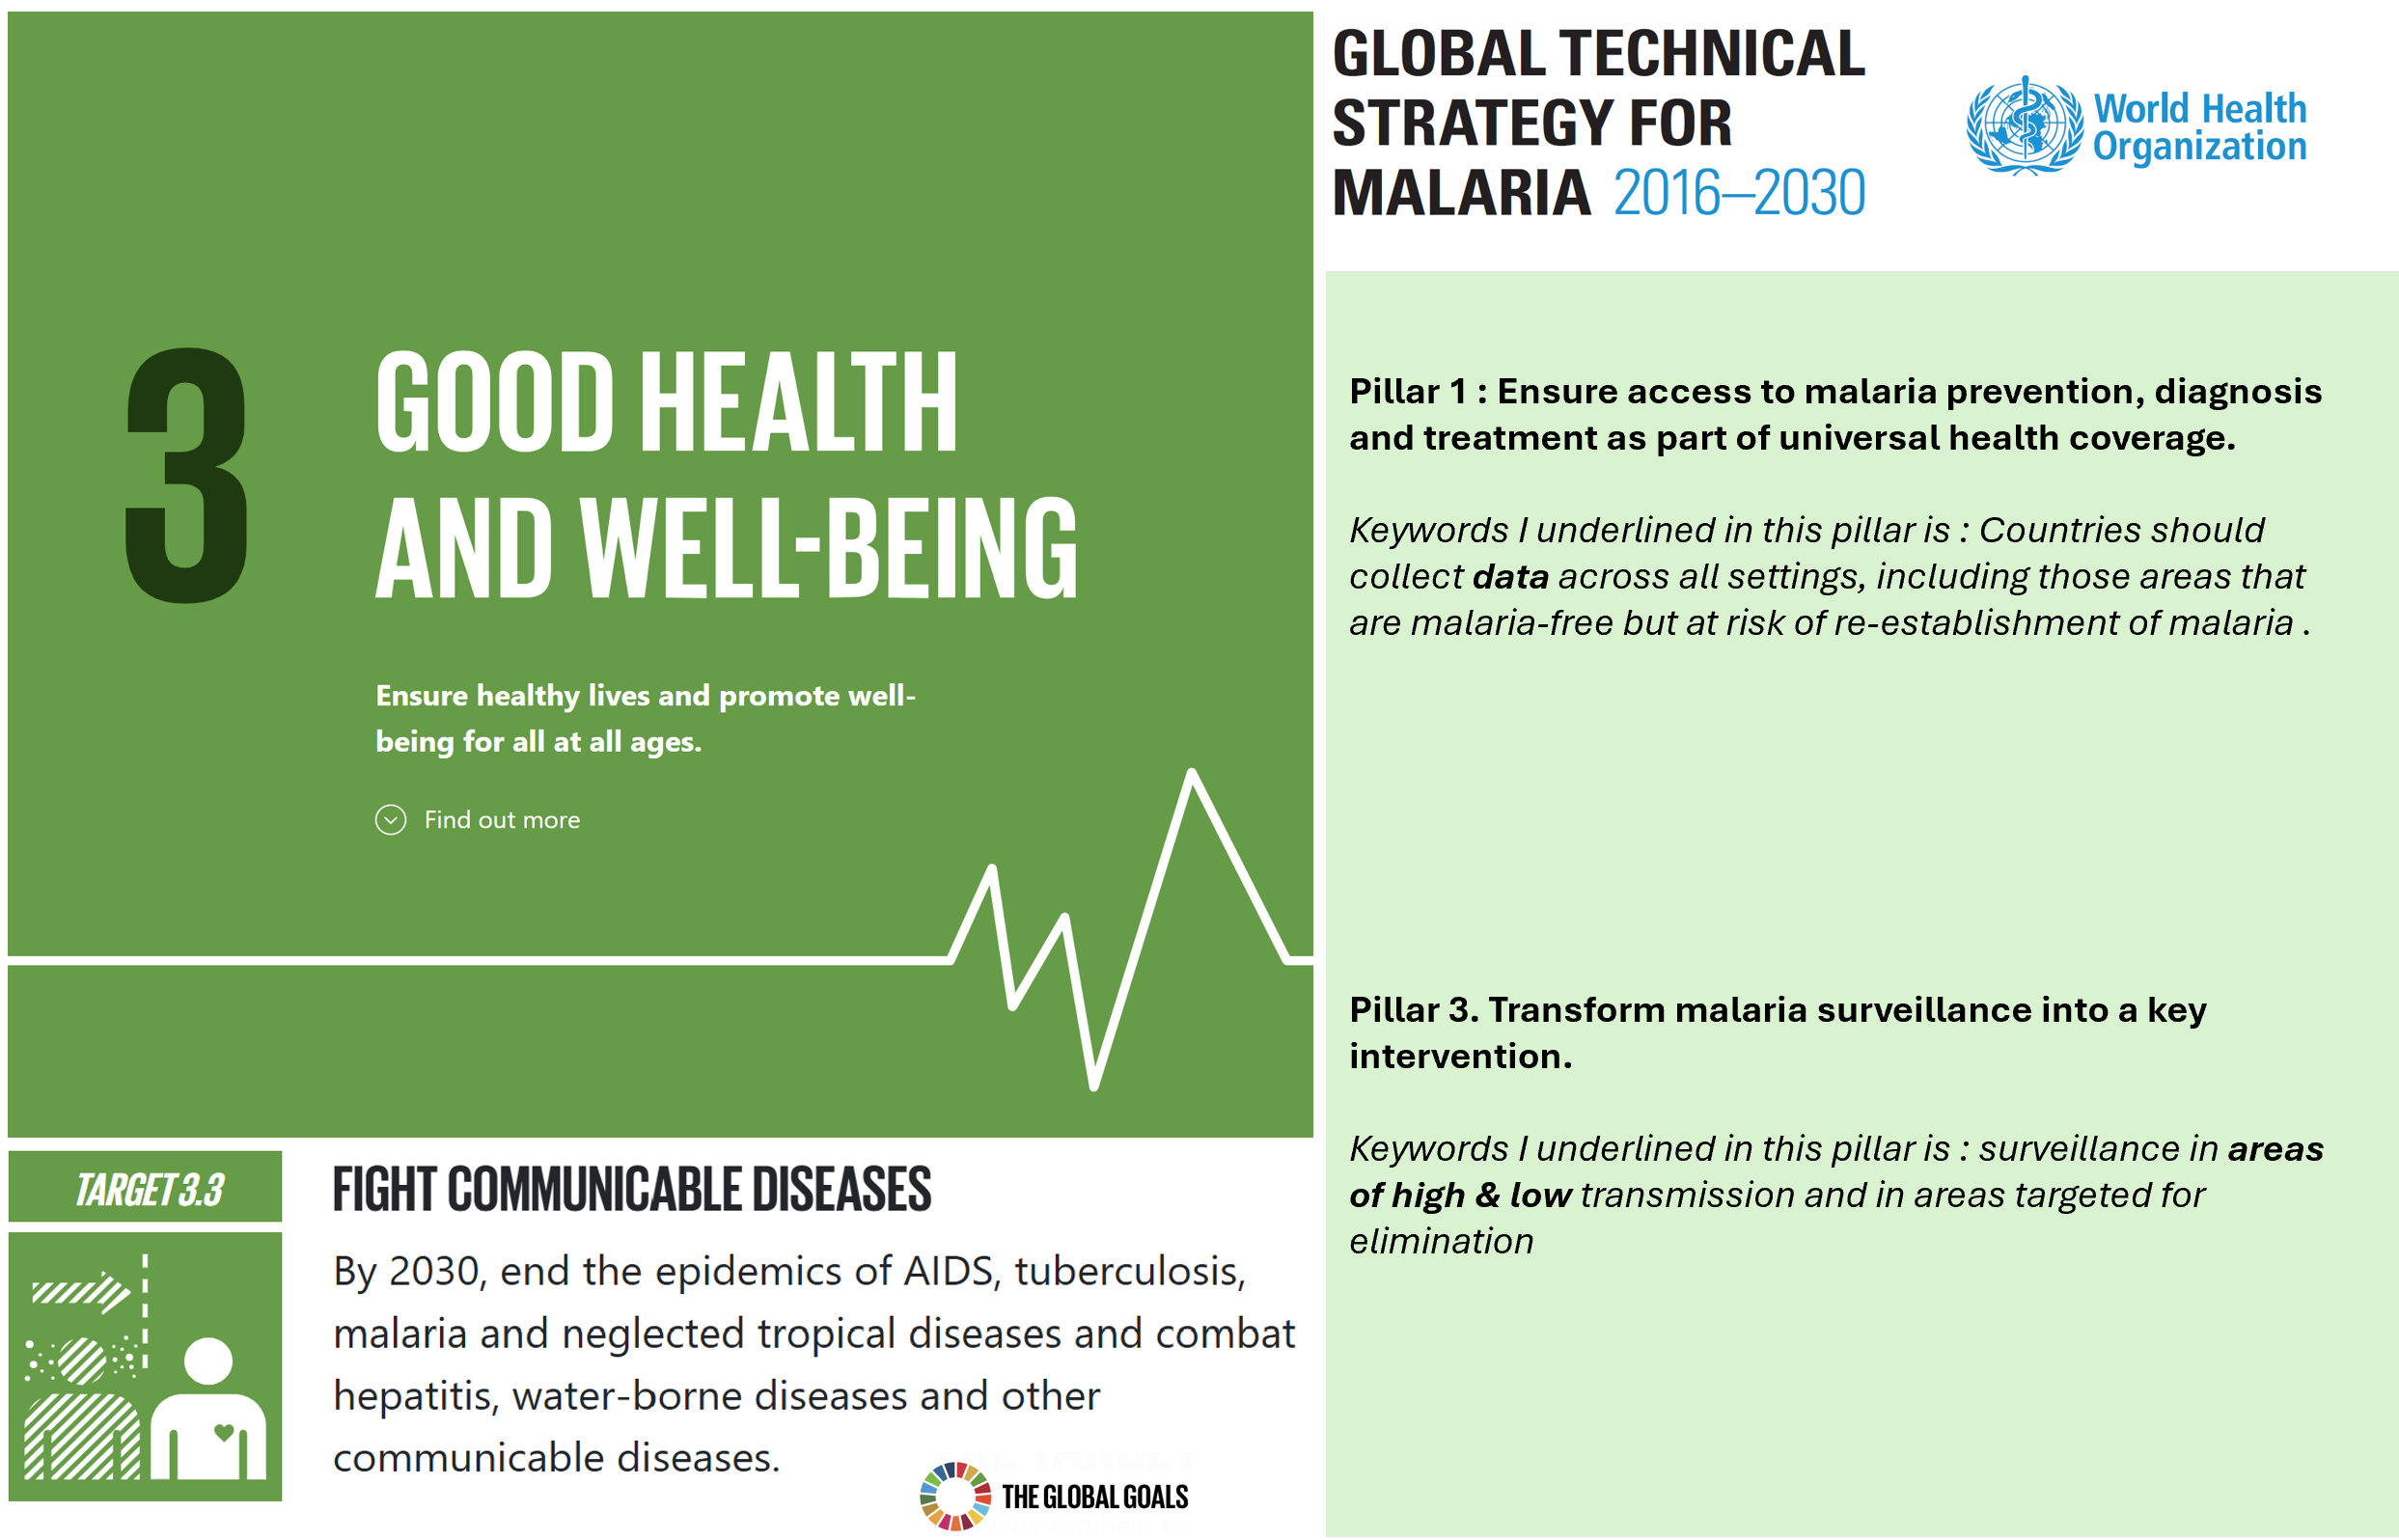 3
GOOD HEALTH
AND WELL-BEING
Ensure healthy lives and promote well-
being for all at all ages.
Find out more
TARGET 3.3
FIGHT COMMUNICABLE DISEASES
By 2030, end the epidemics of AIDS, tuberculosis,
malaria and neglected tropical diseases and combat
hepatitis, water-borne diseases and other
communicable diseases.
THE GLOBAL GOALS
GLOBAL TECHNICAL
STRATEGY FOR
MALARIA 2016–2030
World Health
Organization
Pillar 1 : Ensure access to malaria prevention, diagnosis
and treatment as part of universal health coverage.
Keywords I underlined in this pillar is : Countries should
collect data across all settings, including those areas that
are malaria-free but at risk of re-establishment of malaria .
Pillar 3. Transform malaria surveillance into a key
intervention.
Keywords I underlined in this pillar is : surveillance in areas
of high & low transmission and in areas targeted for
elimination